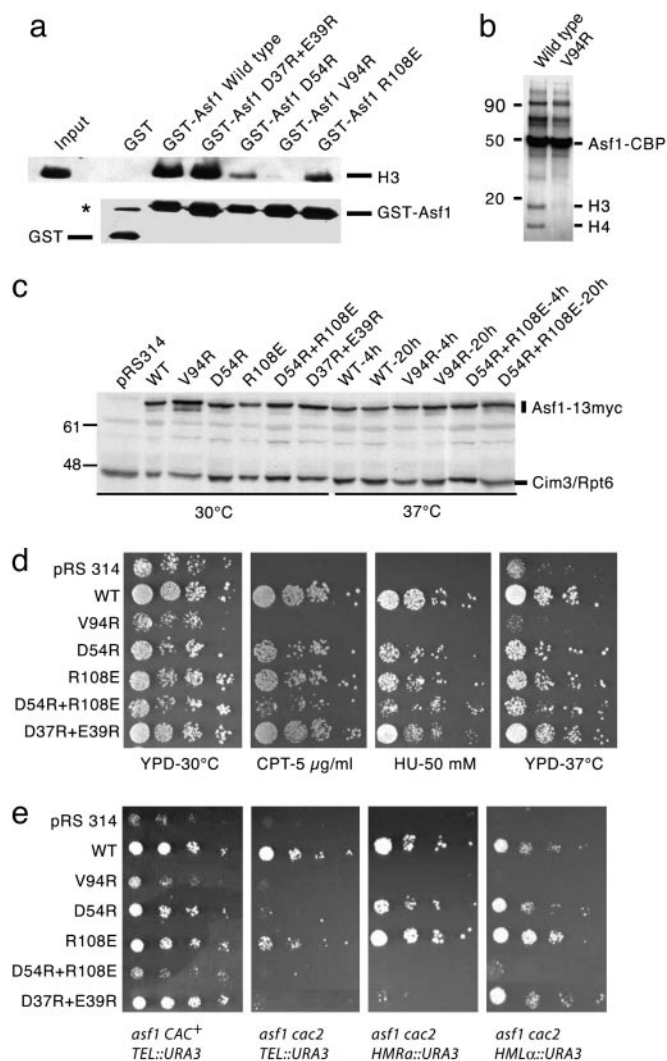 a
Input
GST
GST-Asf1 Wild type
GST-Asf1 D37R+E39R
GST-Asf1 D54R
GST-Asf1 V94R
GST-Asf1 R108E
H3
*
GST-Asf1
GST
b
Wild type
V94R
90
50
Asf1-CBP
20
H3
H4
c
pRS314
WT
V94R
D54R
R108E
D54R+R108E
D37R+E39R
WT-4h
WT-20h
V94R-4h
V94R-20h
D54R+R108E-4h
D54R+R108E-20h
Asf1-13myc
61
48
Cim3/Rpt6
30°C
37°C
d
pRS 314
WT
V94R
D54R
R108E
D54R+R108E
D37R+E39R
YPD-30°C
CPT-5 µg/ml
HU-50 mM
YPD-37°C
e
pRS 314
WT
V94R
D54R
R108E
D54R+R108E
D37R+E39R
asf1 CAC+
TEL::URA3
asf1 cac2
TEL::URA3
asf1 cac2
HMRa::URA3
asf1 cac2
HMLα::URA3